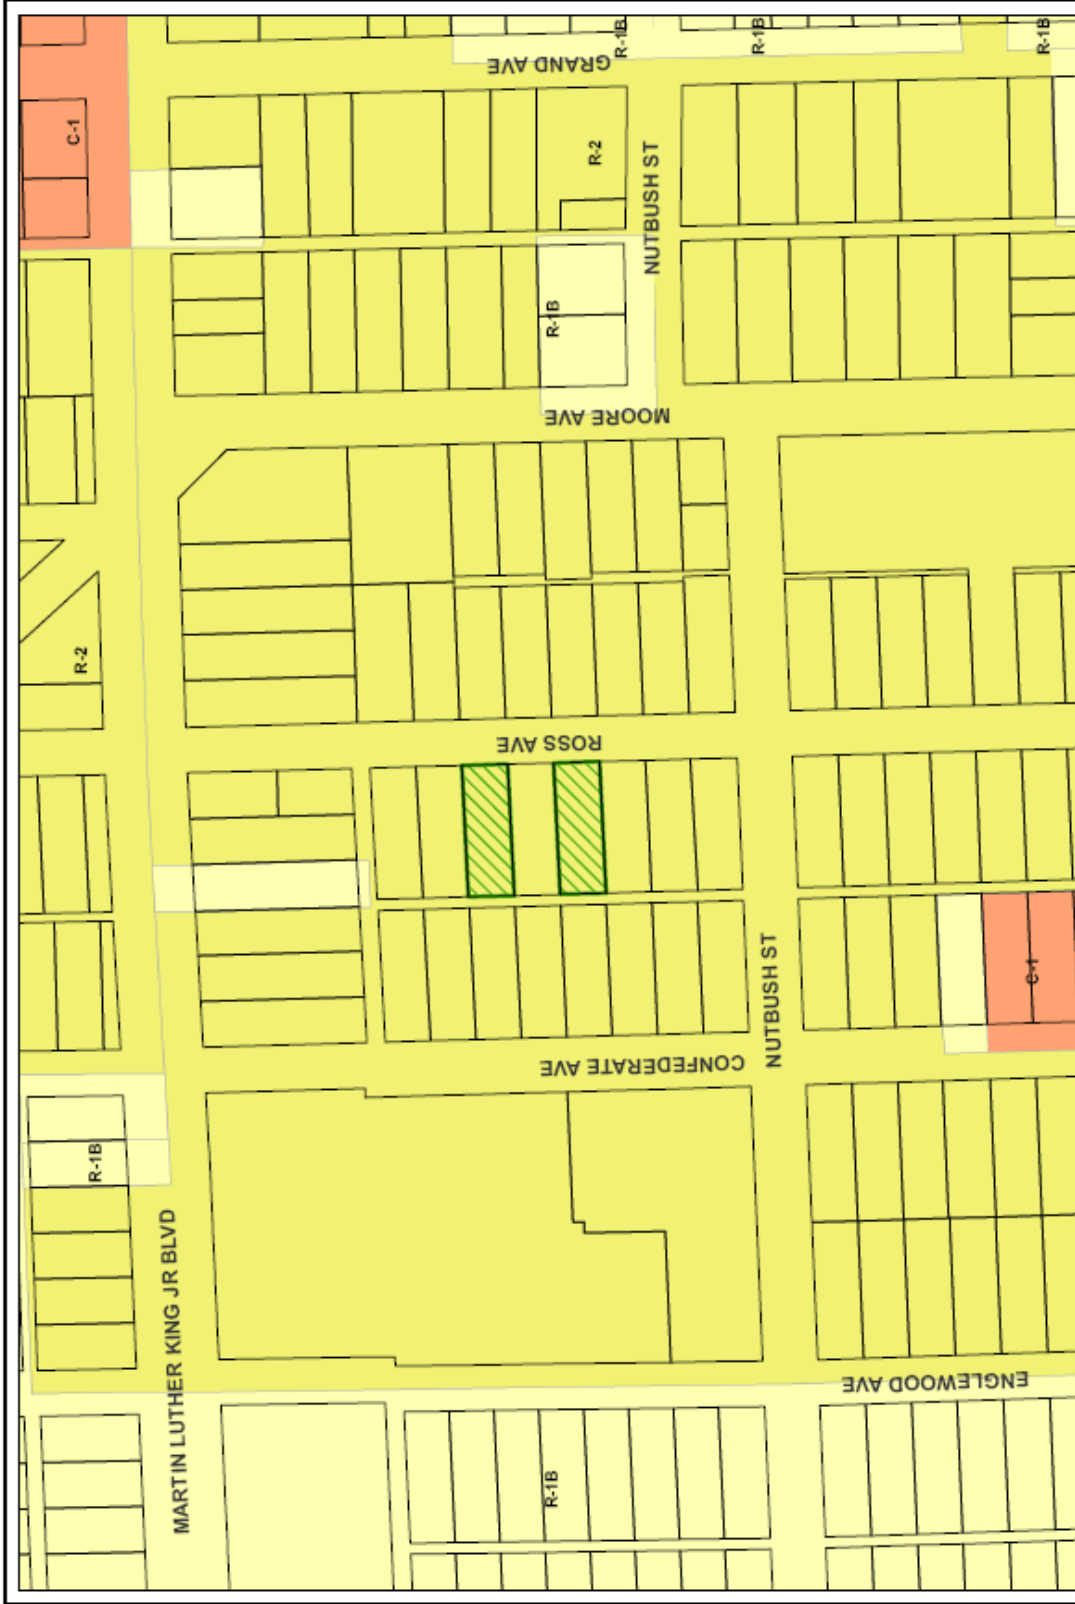 R-1B
R-1B
R-1B
GRAND AVE
C-1
R-2
NUTBUSH ST
R-1B
MOORE AVE
R-2
ROSS AVE
C-1
NUTBUSH ST
CONFEDERATE AVE
R-1B
MARTIN LUTHER KING JR BLVD
ENGLEWOOD AVE
R-1B